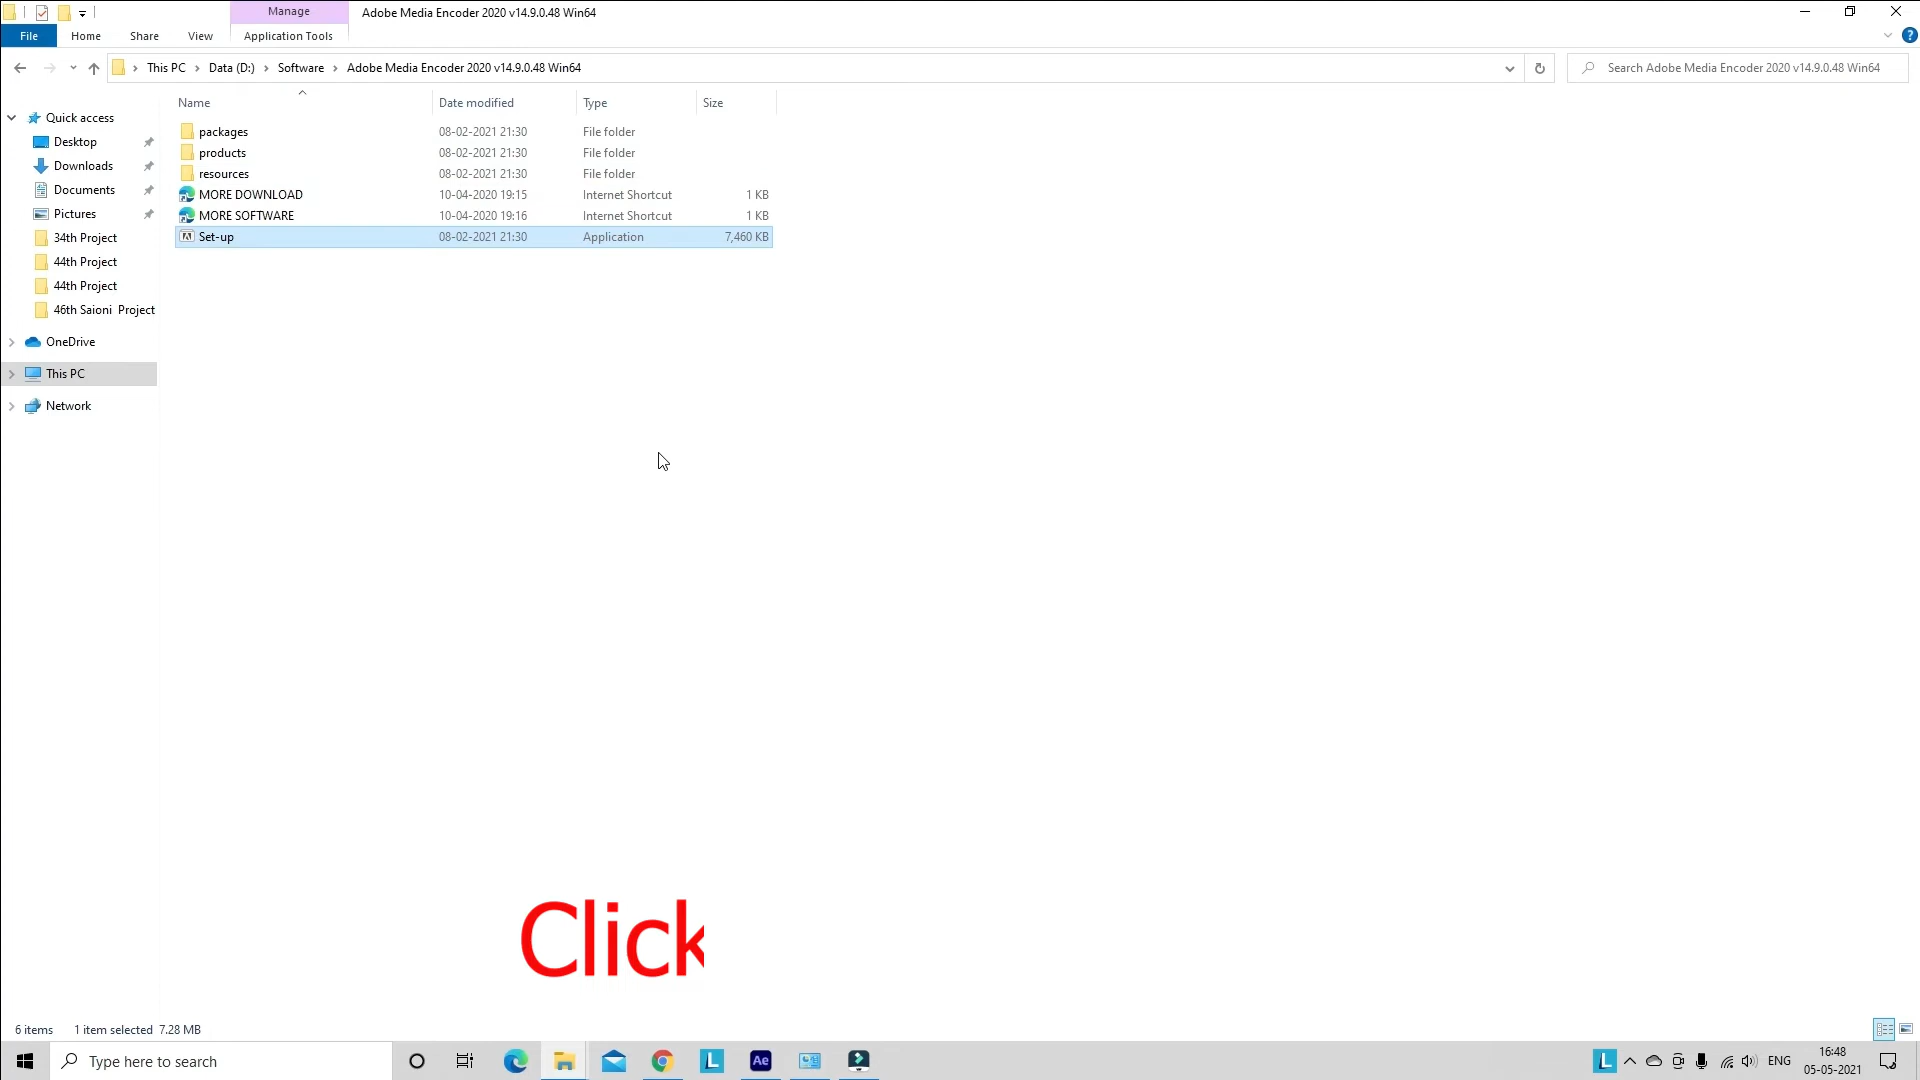 Manage
Adobe Media Encoder 2020 v14.9.0.48 Win64
File
Home
Share
View
Application Tools
This PC
Data (D:)
Software
Adobe Media Encoder 2020 v14.9.0.48 Win64
Search Adobe Media Encoder 2020 v14.9.0.48 Win64
Quick access
Desktop
Downloads
Documents
Pictures
34th Project
44th Project
44th Project
46th Saioni Project
OneDrive
This PC
Network
Name Date modified Type Size
packages 08-02-2021 21:30 File folder
products 08-02-2021 21:30 File folder
resources 08-02-2021 21:30 File folder
MORE DOWNLOAD 10-04-2020 19:15 Internet Shortcut 1 KB
MORE SOFTWARE 10-04-2020 19:16 Internet Shortcut 1 KB
Set-up 08-02-2021 21:30 Application 7,460 KB
Click
6 items 1 item selected 7.28 MB
Type here to search
L
Ae
L
ENG
16:48
05-05-2021